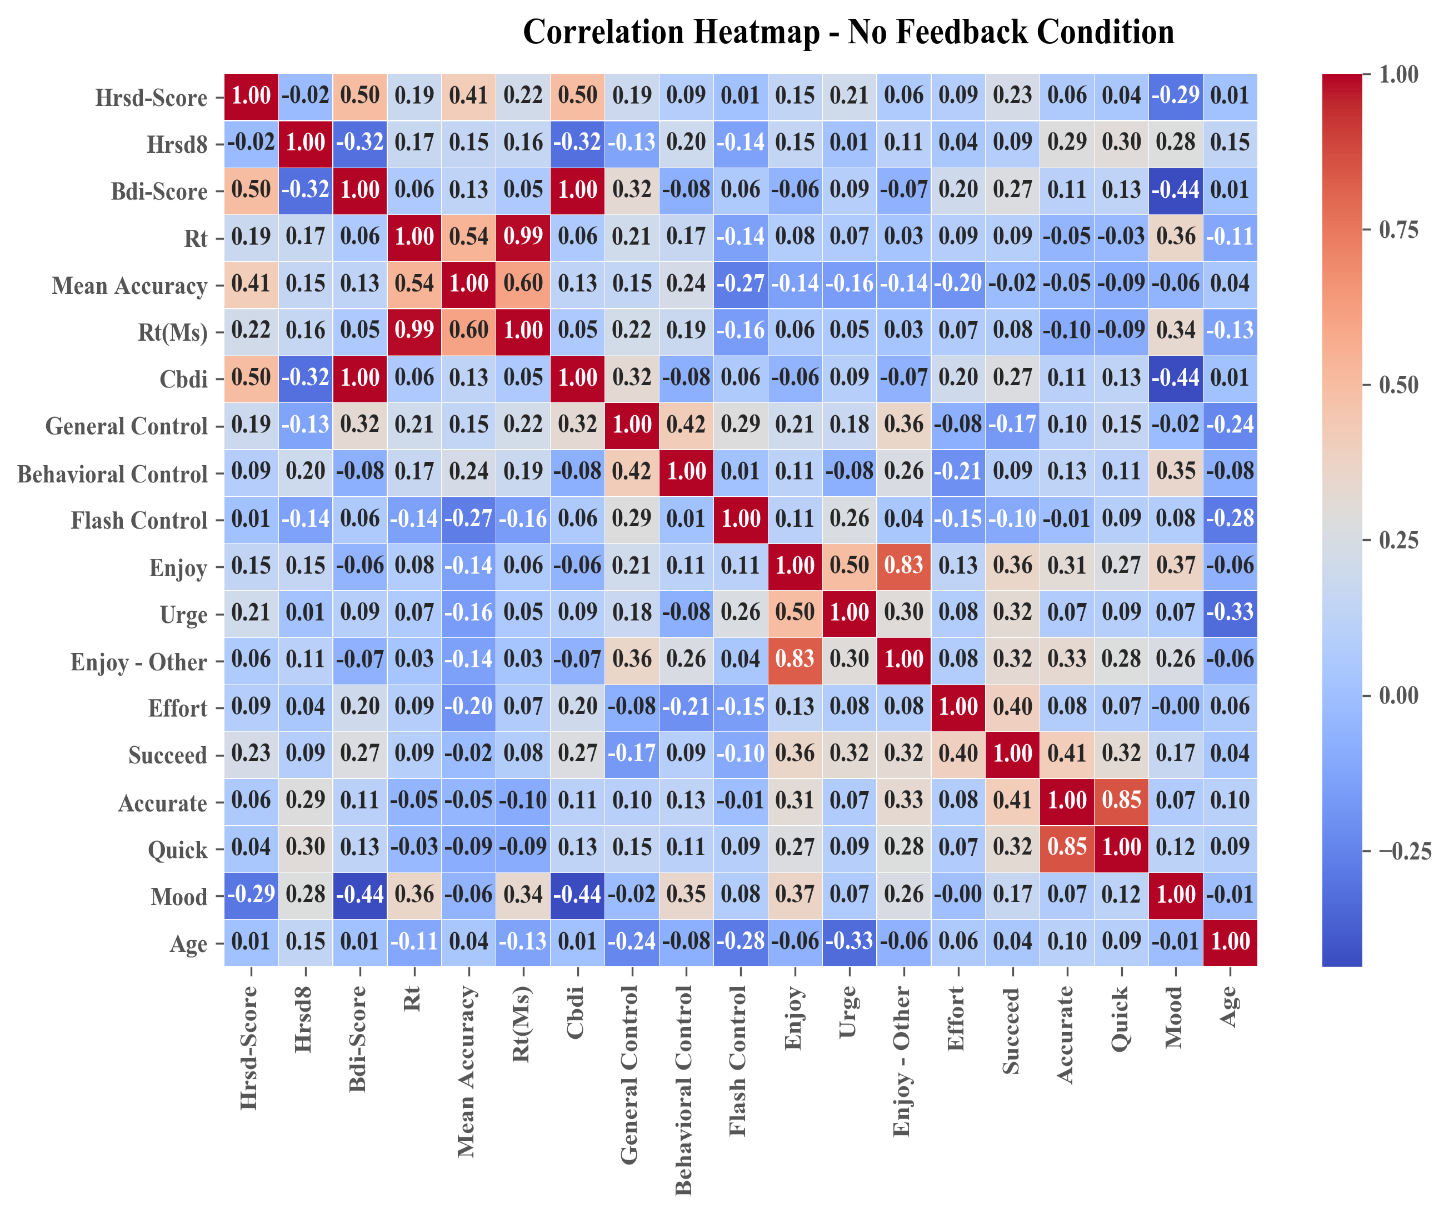 Correlation Heatmap - No Feedback Condition
Hrsd-Score 1.00 -0.02 0.50 0.19 0.41 0.22 0.50 0.19 0.09 0.01 0.15 0.21 0.06 0.09 0.23 0.06 0.04 -0.29 0.01
Hrsd8 -0.02 1.00 -0.32 0.17 0.15 0.16 -0.32 -0.13 0.20 -0.14 0.15 0.01 0.11 0.04 0.09 0.29 0.30 0.28 0.15
Bdi-Score 0.50 -0.32 1.00 0.06 0.13 0.05 1.00 0.32 -0.08 0.06 -0.06 0.09 -0.07 0.20 0.27 0.11 0.13 -0.44 0.01
Rt 0.19 0.17 0.06 1.00 0.54 0.99 0.06 0.21 0.17 -0.14 0.08 0.07 0.03 0.09 0.09 -0.05 -0.03 0.36 -0.11
Mean Accuracy 0.41 0.15 0.13 0.54 1.00 0.60 0.13 0.15 0.24 -0.27 -0.14 -0.16 -0.14 -0.20 -0.02 -0.05 -0.09 -0.06 0.04
Rt(Ms) 0.22 0.16 0.05 0.99 0.60 1.00 0.05 0.22 0.19 -0.16 0.06 0.05 0.03 0.07 0.08 -0.10 -0.09 0.34 -0.13
Cbdi 0.50 -0.32 1.00 0.06 0.13 0.05 1.00 0.32 -0.08 0.06 -0.06 0.09 -0.07 0.20 0.27 0.11 0.13 -0.44 0.01
General Control 0.19 -0.13 0.32 0.21 0.15 0.22 0.32 1.00 0.42 0.29 0.21 0.18 0.36 -0.08 -0.17 0.10 0.15 -0.02 -0.24
Behavioral Control 0.09 0.20 -0.08 0.17 0.24 0.19 -0.08 0.42 1.00 0.01 0.11 -0.08 0.26 -0.21 0.09 0.13 0.11 0.35 -0.08
Flash Control 0.01 -0.14 0.06 -0.14 -0.27 -0.16 0.06 0.29 0.01 1.00 0.11 0.26 0.04 -0.15 -0.10 -0.01 0.09 0.08 -0.28
Enjoy 0.15 0.15 -0.06 0.08 -0.14 0.06 -0.06 0.21 0.11 0.11 1.00 0.50 0.83 0.13 0.36 0.31 0.27 0.37 -0.06
Urge 0.21 0.01 0.09 0.07 -0.16 0.05 0.09 0.18 -0.08 0.26 0.50 1.00 0.30 0.08 0.32 0.07 0.09 0.07 -0.33
Enjoy - Other 0.06 0.11 -0.07 0.03 -0.14 0.03 -0.07 0.36 0.26 0.04 0.83 0.30 1.00 0.08 0.32 0.33 0.28 0.26 -0.06
Effort 0.09 0.04 0.20 0.09 -0.20 0.07 0.20 -0.08 -0.21 -0.15 0.13 0.08 0.08 1.00 0.40 0.08 0.07 -0.00 0.06
Succeed 0.23 0.09 0.27 0.09 -0.02 0.08 0.27 -0.17 0.09 -0.10 0.36 0.32 0.32 0.40 1.00 0.41 0.32 0.17 0.04
Accurate 0.06 0.29 0.11 -0.05 -0.05 -0.10 0.11 0.10 0.13 -0.01 0.31 0.07 0.33 0.08 0.41 1.00 0.85 0.07 0.10
Quick 0.04 0.30 0.13 -0.03 -0.09 -0.09 0.13 0.15 0.11 0.09 0.27 0.09 0.28 0.07 0.32 0.85 1.00 0.12 0.09
Mood -0.29 0.28 -0.44 0.36 -0.06 0.34 -0.44 -0.02 0.35 0.08 0.37 0.07 0.26 -0.00 0.17 0.07 0.12 1.00 -0.01
Age 0.01 0.15 0.01 -0.11 0.04 -0.13 0.01 -0.24 -0.08 -0.28 -0.06 -0.33 -0.06 0.06 0.04 0.10 0.09 -0.01 1.00
Hrsd-Score
Hrsd8
Bdi-Score
Rt
Mean Accuracy
Rt(Ms)
Cbdi
General Control
Behavioral Control
Flash Control
Enjoy
Urge
Enjoy - Other
Effort
Succeed
Accurate
Quick
Mood
Age
1.00
0.75
0.50
0.25
0.00
−0.25